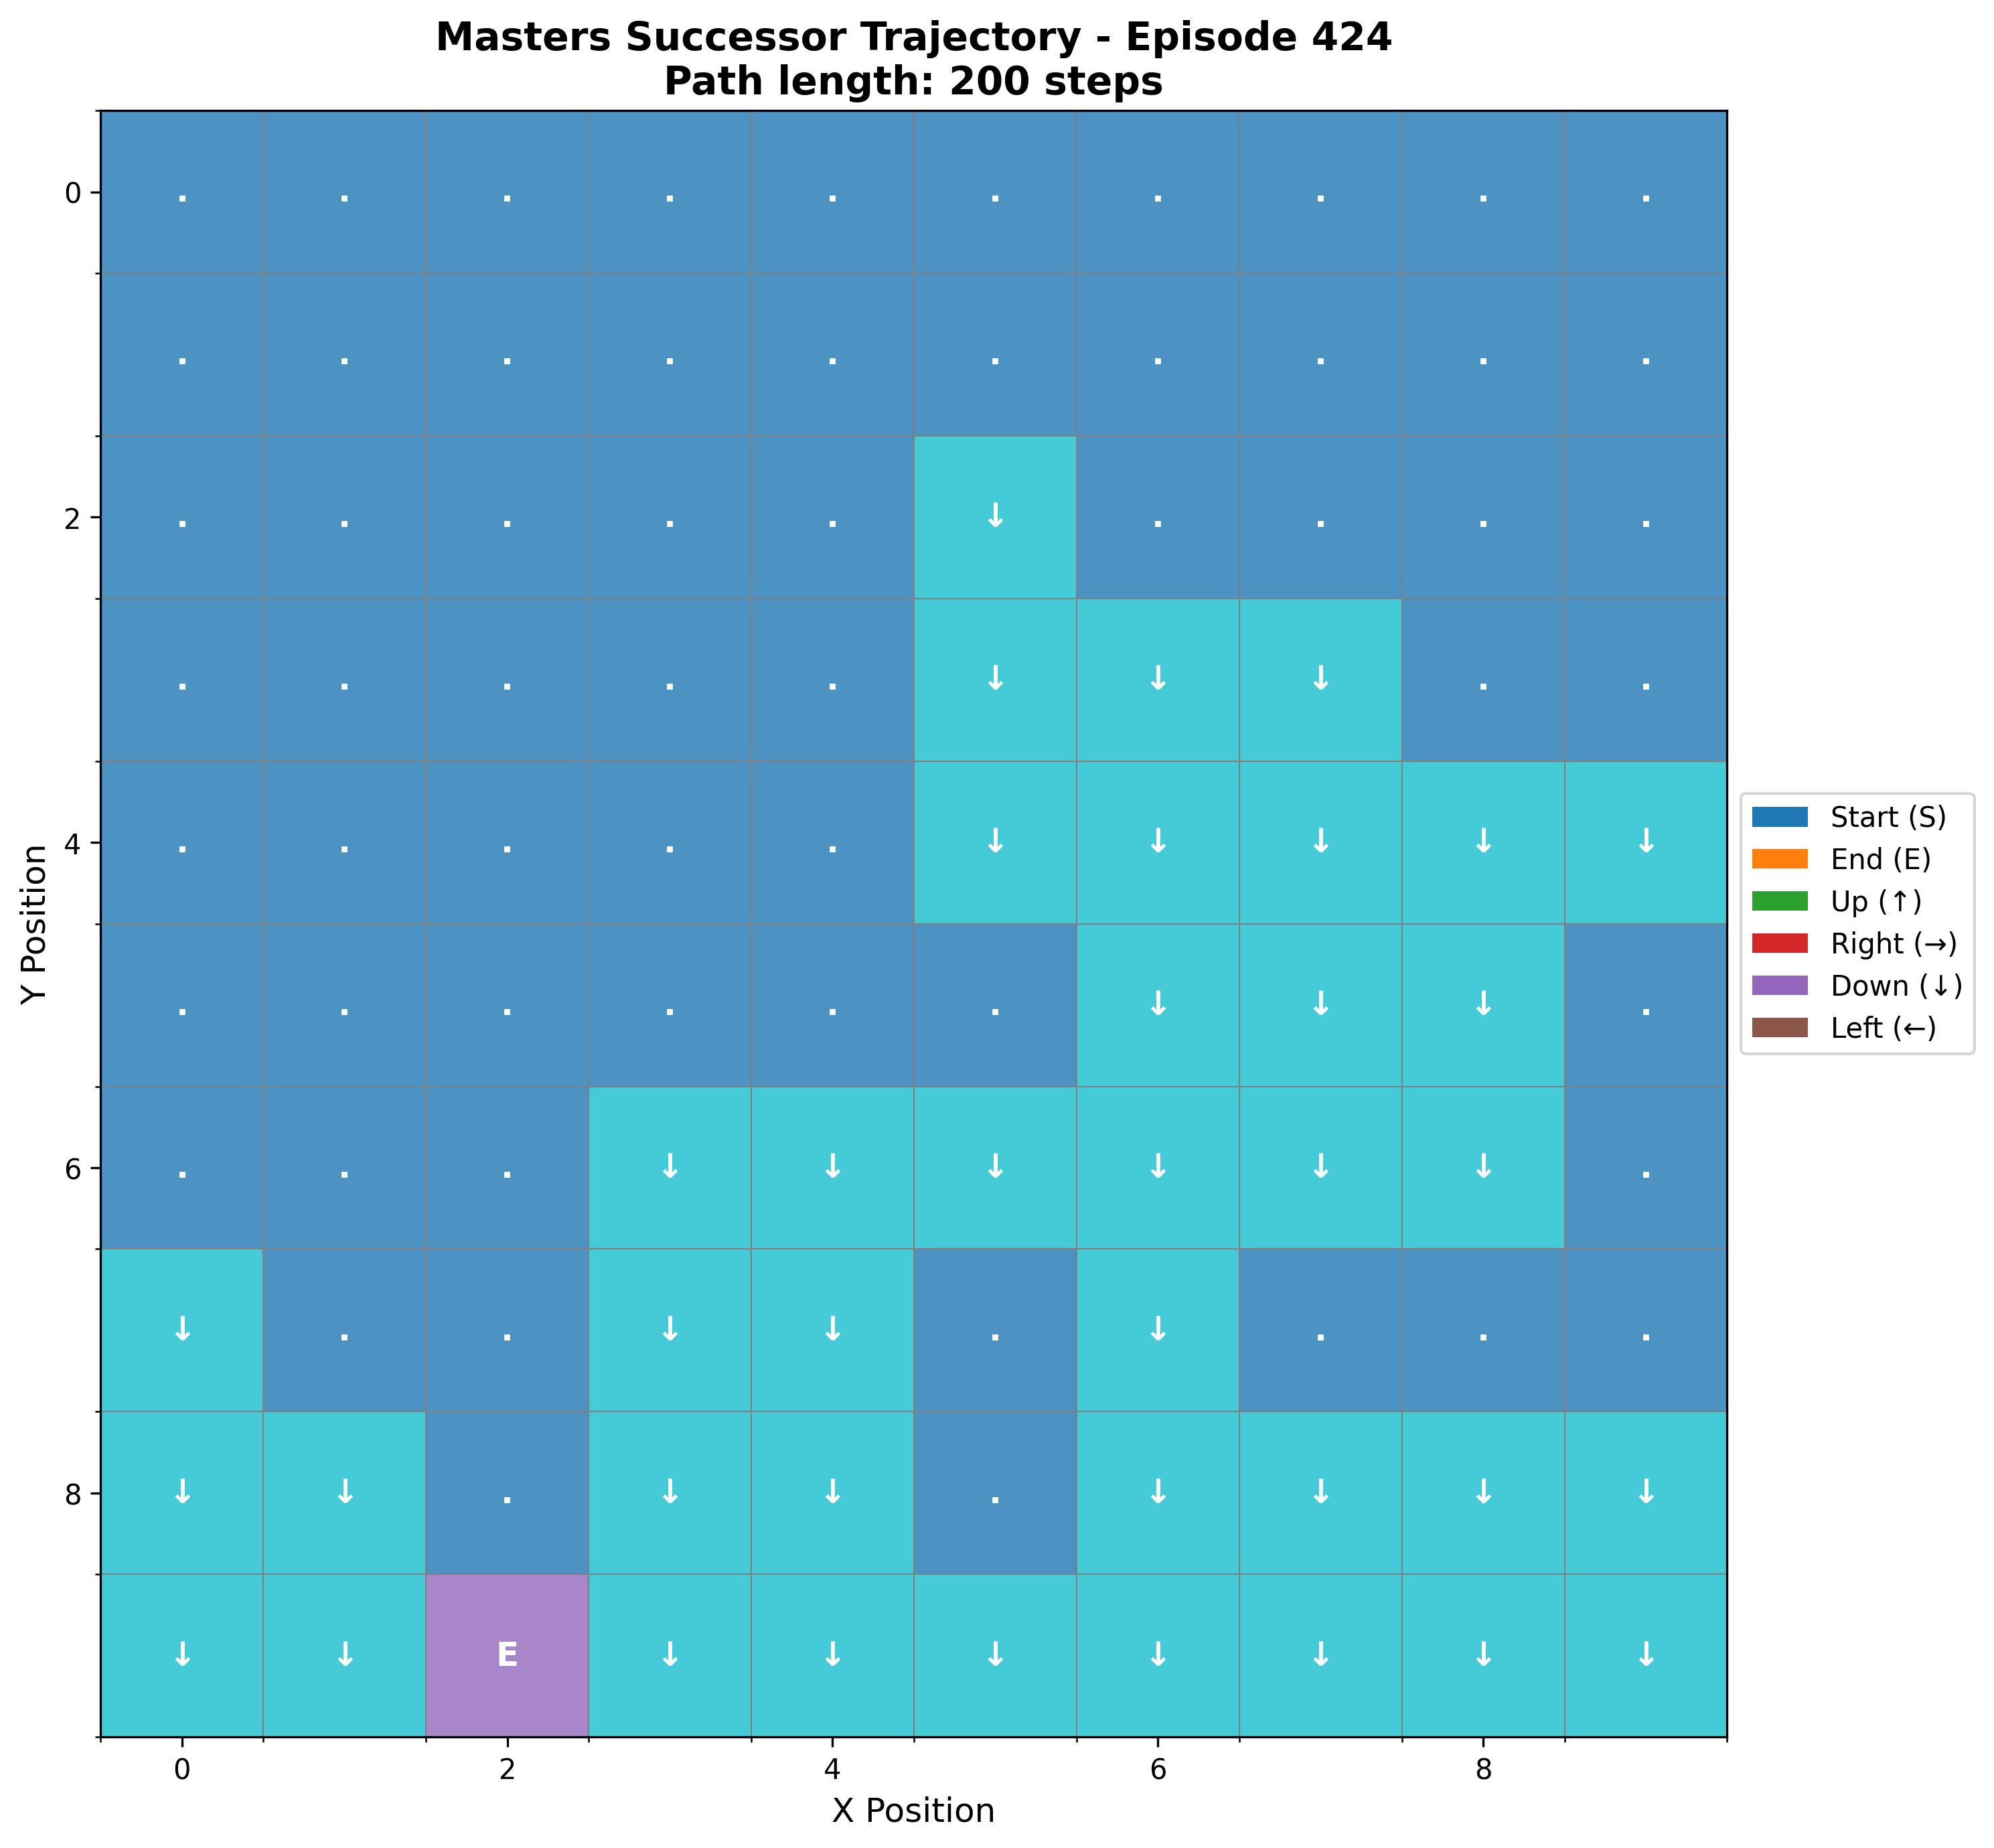 Masters Successor Trajectory - Episode 424
Path length: 200 steps
0 . . . . . . . . . .
. . . . . . . . . .
2 . . . . . ↓ . . . .
. . . . . ↓ ↓ ↓ . .
4 . . . . . ↓ ↓ ↓ ↓ ↓
. . . . . . ↓ ↓ ↓ .
6 . . . ↓ ↓ ↓ ↓ ↓ ↓ .
↓ . . ↓ ↓ . ↓ . . .
8 ↓ ↓ . ↓ ↓ . ↓ ↓ ↓ ↓
↓ ↓ E ↓ ↓ ↓ ↓ ↓ ↓ ↓
0 2 4 6 8
X Position
Y Position
Start (S)
End (E)
Up (↑)
Right (→)
Down (↓)
Left (←)